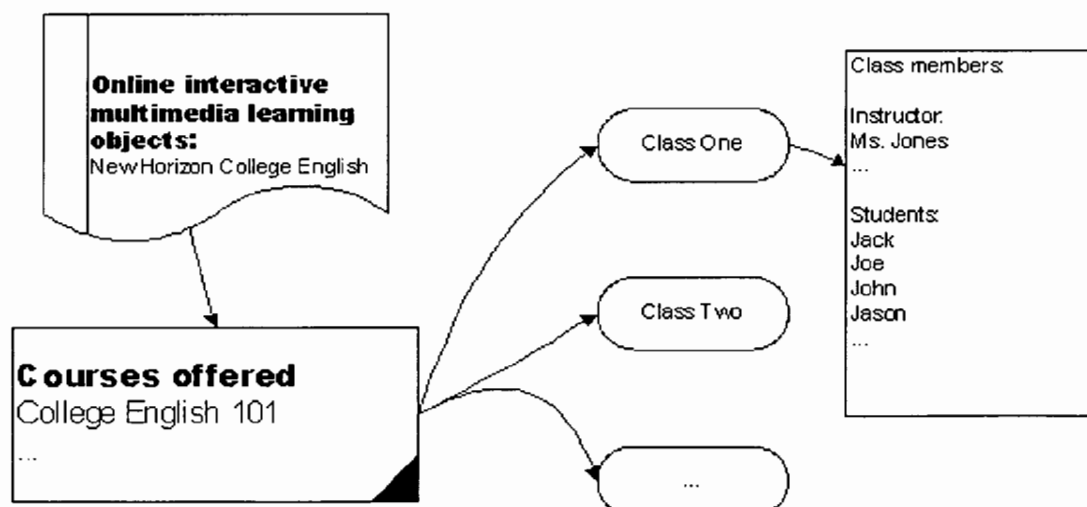 Online interactive
multimedia learning
objects:
New Horizon College English
Courses offered
College English 101
...
Class One
Class Two
...
Class members:
Instructor:
Ms. Jones
...
Students:
Jack
Joe
John
Jason
...